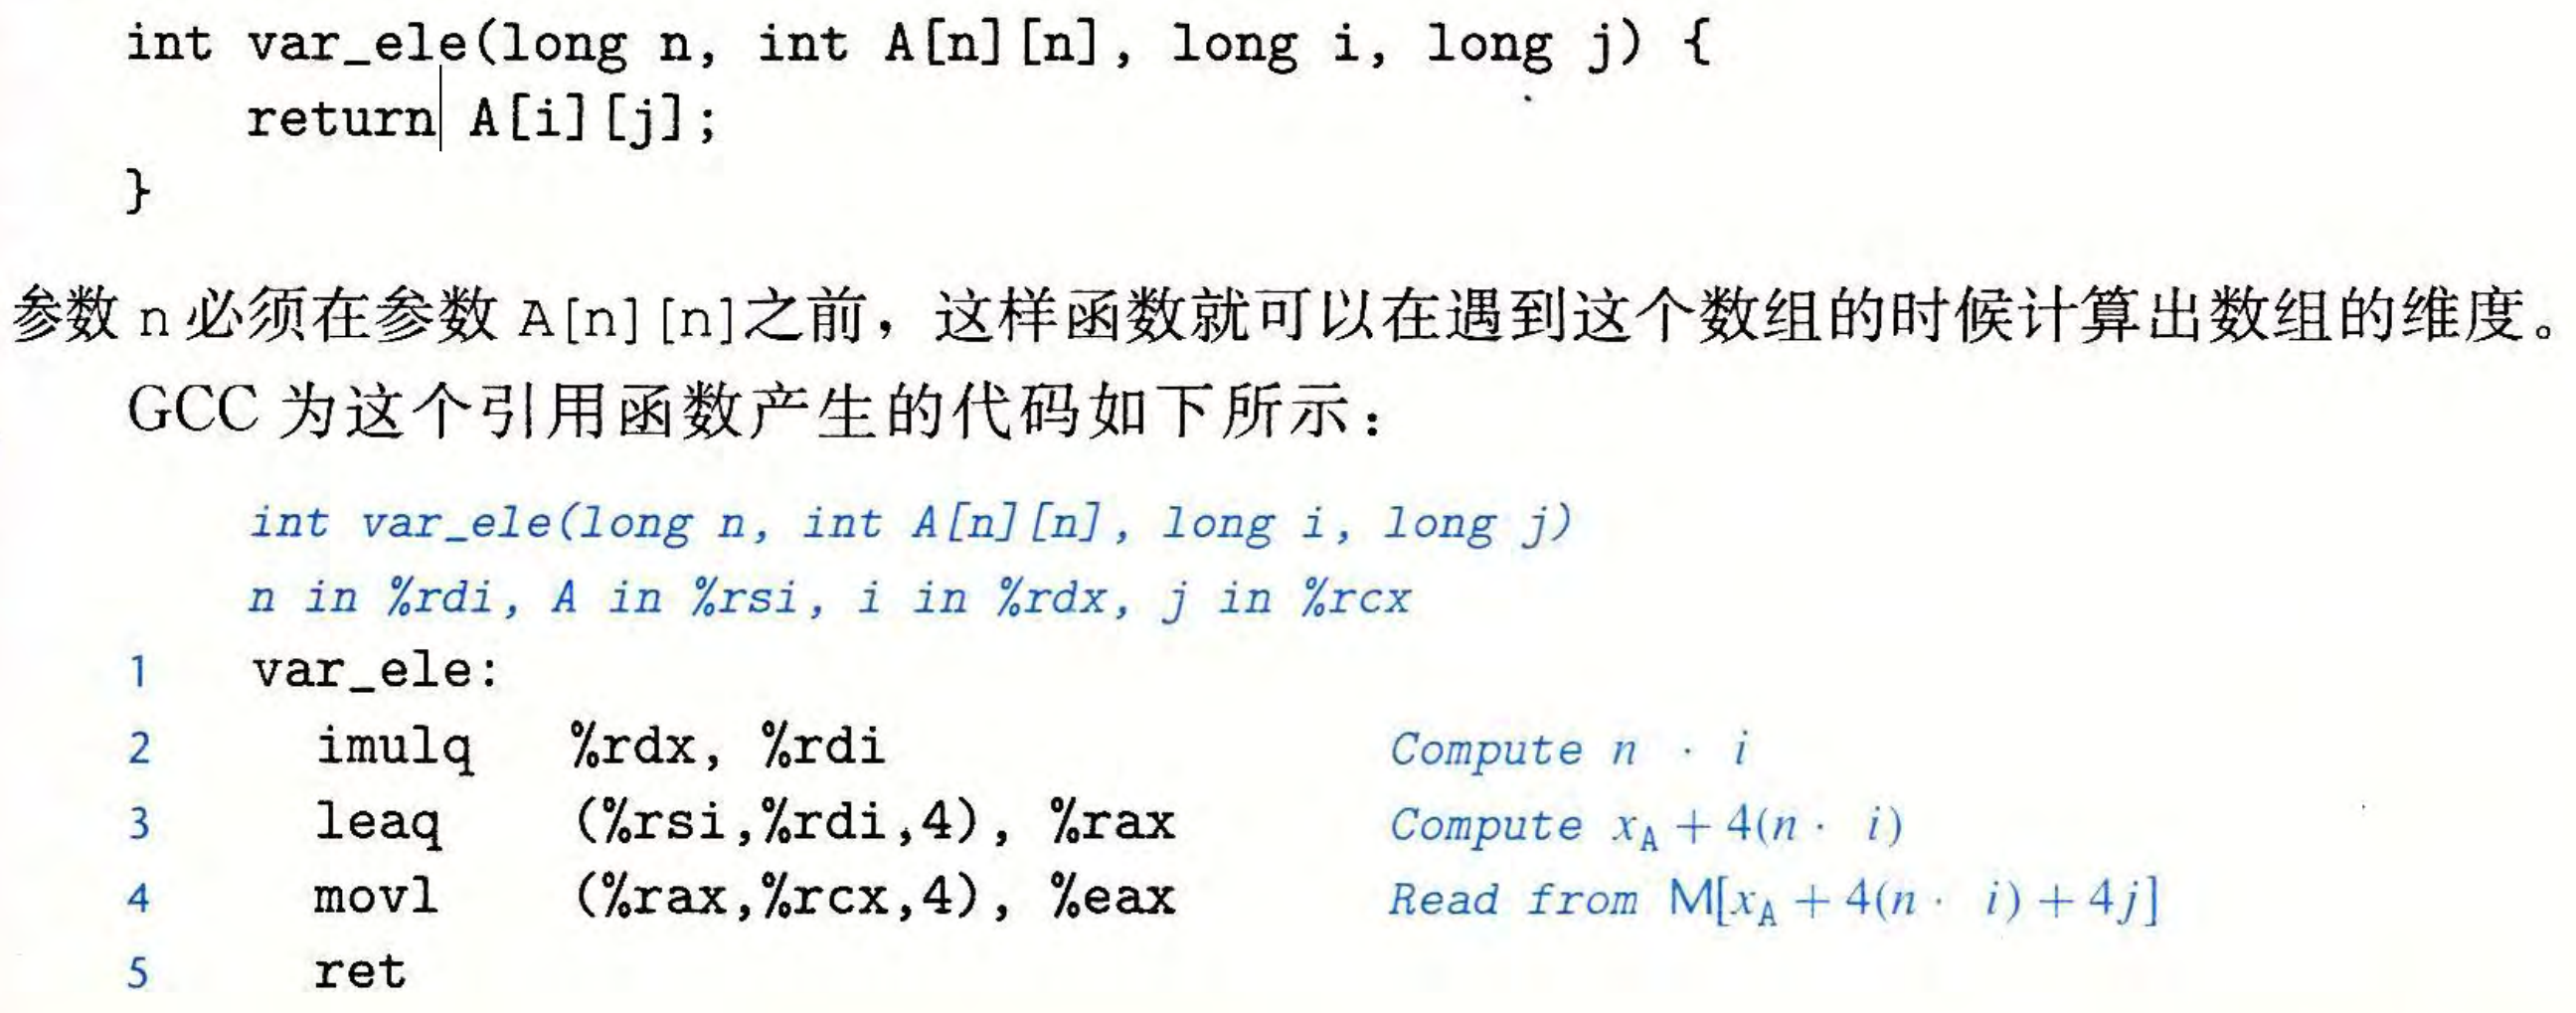 int var_ele(long n, int A[n][n], long i, long j) {
return A[i][j];
}
参数 n 必须在参数 A[n][n]之前，这样函数就可以在遇到这个数组的时候计算出数组的维度。
GCC 为这个引用函数产生的代码如下所示：
int var_ele(long n, int A[n][n], long i, long j)
n in %rdi, A in %rsi, i in %rdx, j in %rcx
1 var_ele:
2 imulq %rdx, %rdi Compute n · i
3 leaq (%rsi,%rdi,4), %rax Compute xA + 4(n · i)
4 movl (%rax,%rcx,4), %eax Read from M[xA + 4(n · i) + 4j]
5 ret